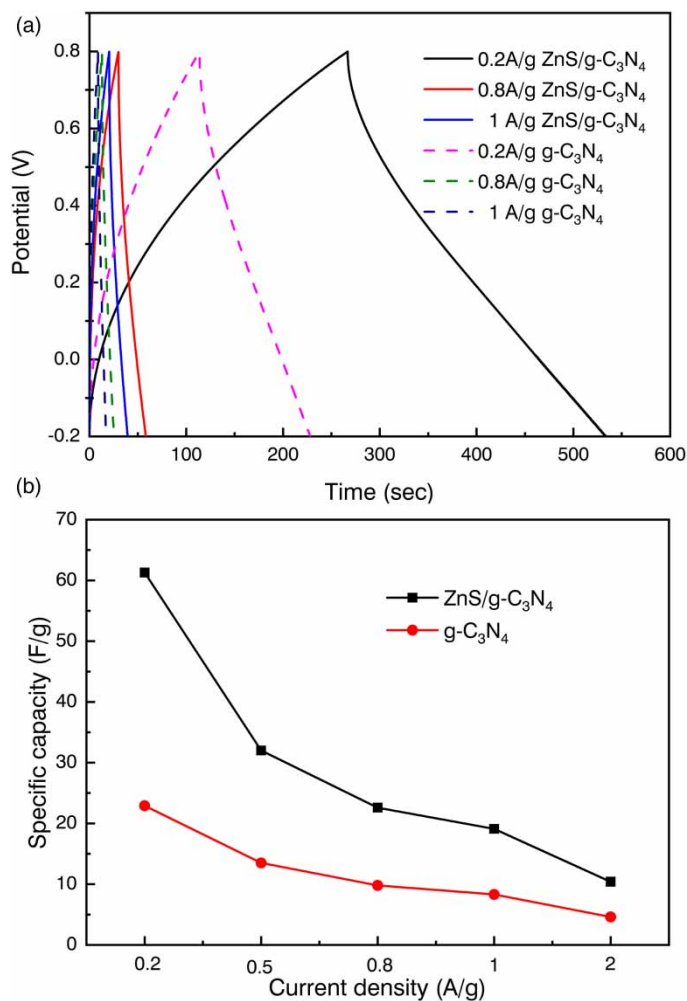 (a)
0.8
0.6
0.4
0.2
0.0
-0.2
Potential (V)
0.2A/g ZnS/g-C₃N₄
0.8A/g ZnS/g-C₃N₄
1 A/g ZnS/g-C₃N₄
0.2A/g g-C₃N₄
0.8A/g g-C₃N₄
1 A/g g-C₃N₄
0 100 200 300 400 500 600
Time (sec)
(b)
70
60
50
40
30
20
10
0
Specific capacity (F/g)
ZnS/g-C₃N₄
g-C₃N₄
0.2 0.5 0.8 1 2
Current density (A/g)